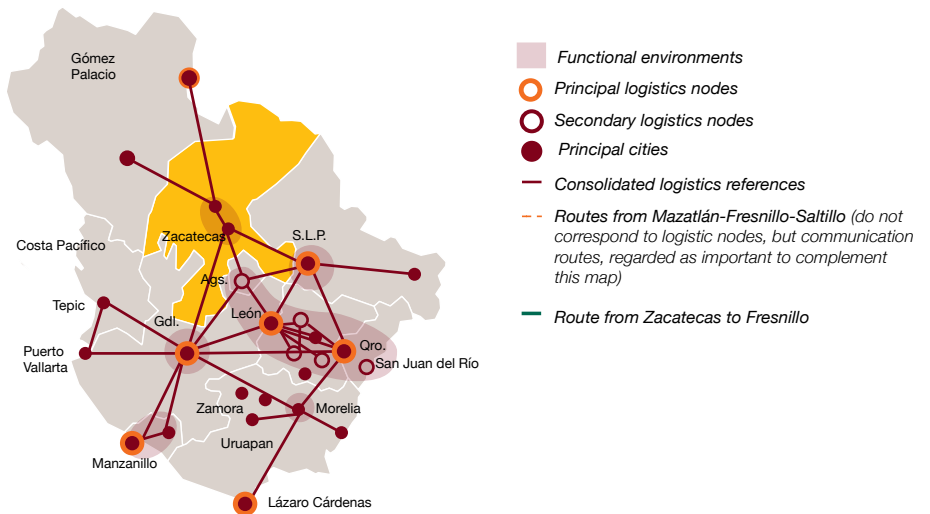 Gómez
Palacio
Zacatecas
S.L.P.
Costa Pacífico
Ags.
Tepic
Gdl.
León
Puerto
Vallarta
Qro.
San Juan del Río
Zamora
Morelia
Uruapan
Manzanillo
Lázaro Cárdenas
Functional environments
Principal logistics nodes
Secondary logistics nodes
Principal cities
Consolidated logistics references
Routes from Mazatlán-Fresnillo-Saltillo (do not
correspond to logistic nodes, but communication
routes, regarded as important to complement
this map)
Route from Zacatecas to Fresnillo